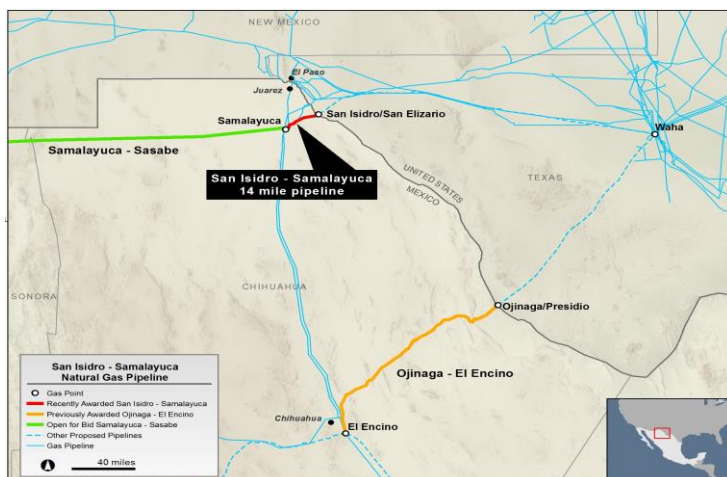 NEW MEXICO
El Paso
Juarez
San Isidro/San Elizario
Samalayuca
Waha
Samalayuca - Sasabe
San Isidro - Samalayuca
14 mile pipeline
UNITED STATES
MEXICO
TEXAS
CHIHUAHUA
SONORA
Ojinaga/Presidio
Ojinaga - El Encino
Chihuahua
El Encino
San Isidro - Samalayuca
Natural Gas Pipeline
Gas Point
Recently Awarded San Isidro - Samalayuca
Previously Awarded Ojinaga - El Encino
Open for Bid Samalayuca - Sasabe
Other Proposed Pipelines
Gas Pipeline
40 miles